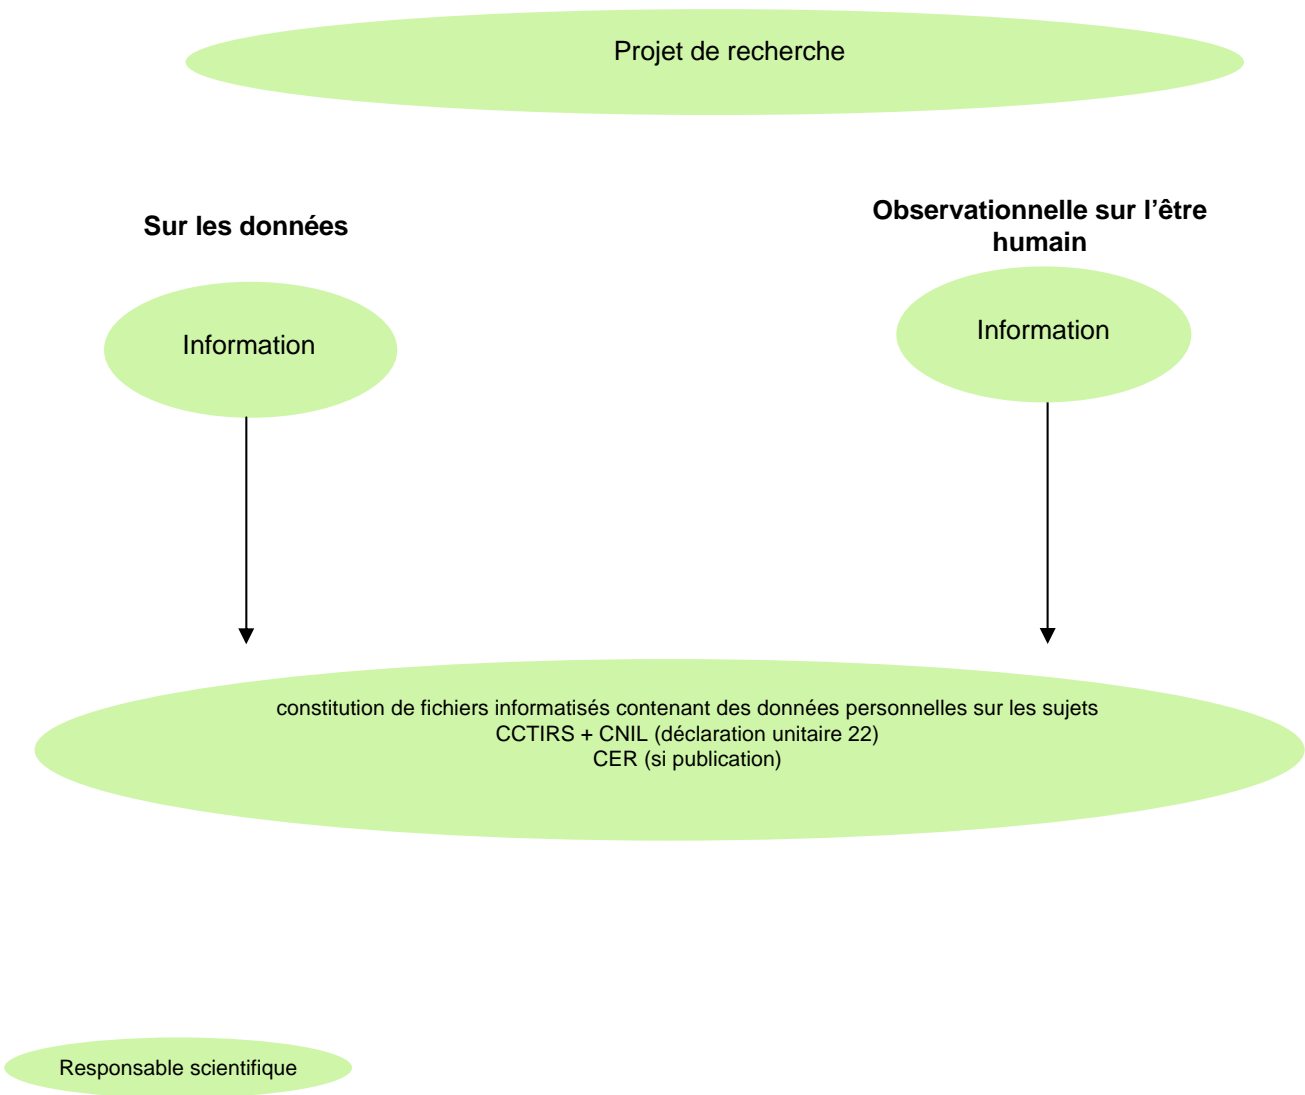 Projet de recherche
Sur les données
Observationnelle sur l’être
humain
Information
Information
constitution de fichiers informatisés contenant des données personnelles sur les sujets
CCTIRS + CNIL (déclaration unitaire 22)
CER (si publication)
Responsable scientifique